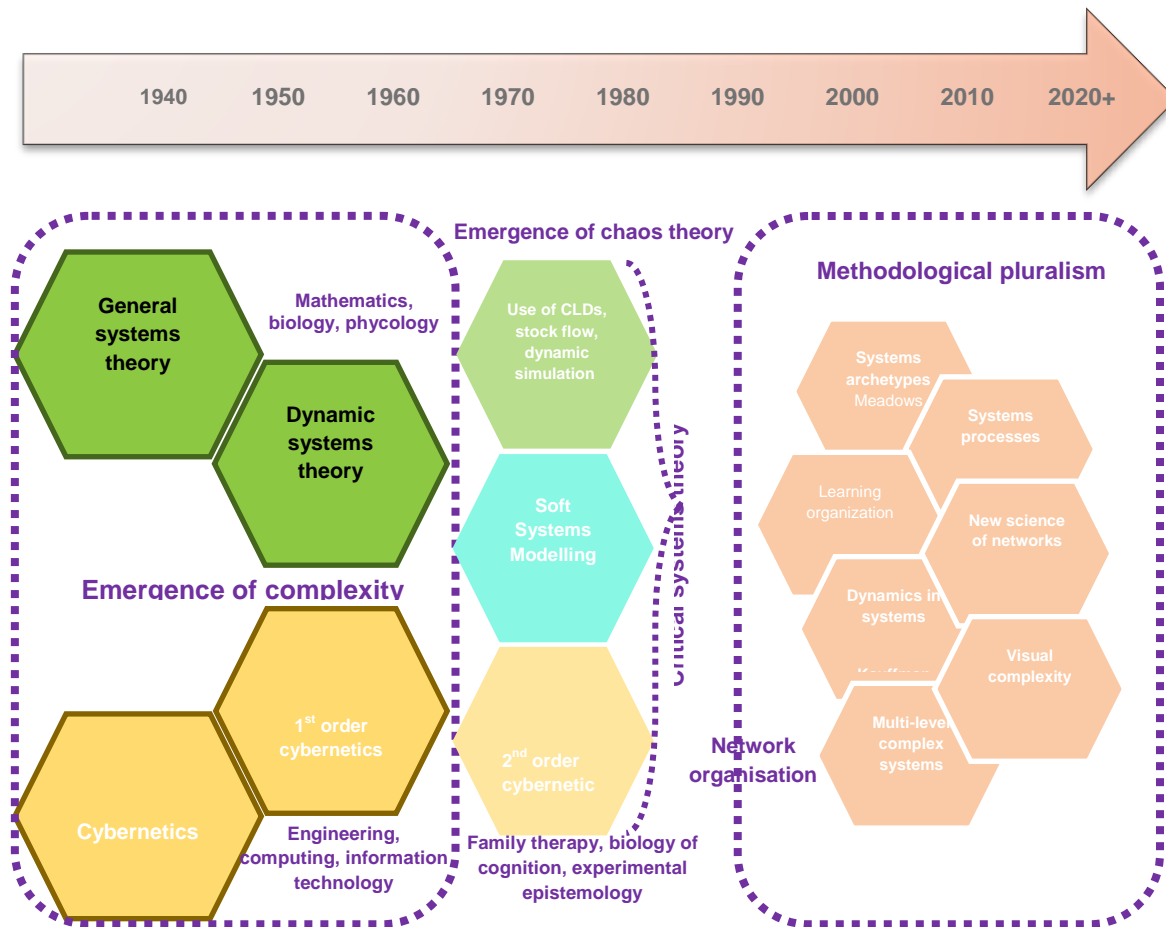 1940 1950 1960 1970 1980 1990 2000 2010 2020+
General
systems
theory
Mathematics,
biology, phycology
Dynamic
systems
theory
Emergence of complexity
1st order
cybernetics
Cybernetics
Engineering,
computing, information
technology
Emergence of chaos theory
Use of CLDs,
stock flow,
dynamic
simulation
Soft
Systems
Modelling
2nd order
cybernetic
Family therapy, biology of
cognition, experimental
epistemology
Critical systems theory
Methodological pluralism
Systems
archetypes
Meadows
Systems
processes
Learning
organization
New science
of networks
Dynamics in
systems
Visual
complexity
Multi-level
complex
systems
Network
organisation